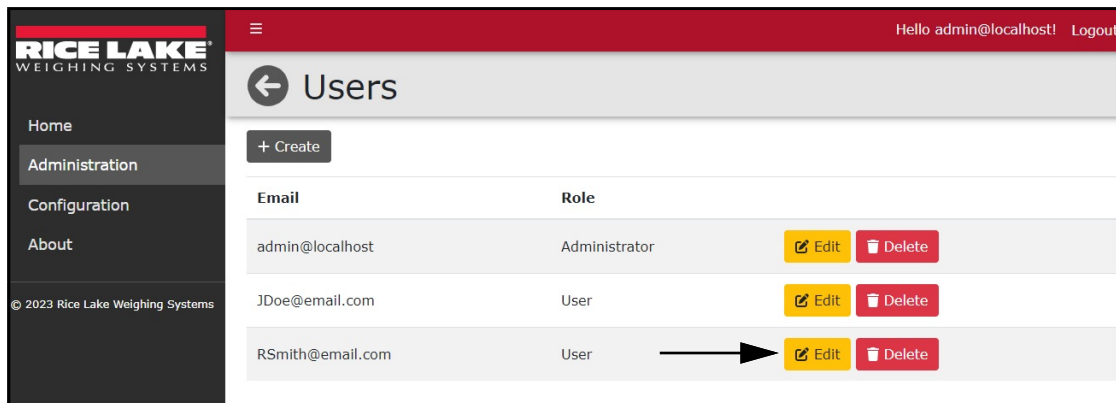 RICE LAKE®
WEIGHING SYSTEMS
Home
Administration
Configuration
About
© 2023 Rice Lake Weighing Systems
Hello admin@localhost! Logout
Users
+ Create
Email Role
admin@localhost Administrator Edit Delete
JDoe@email.com User Edit Delete
RSmith@email.com User Edit Delete